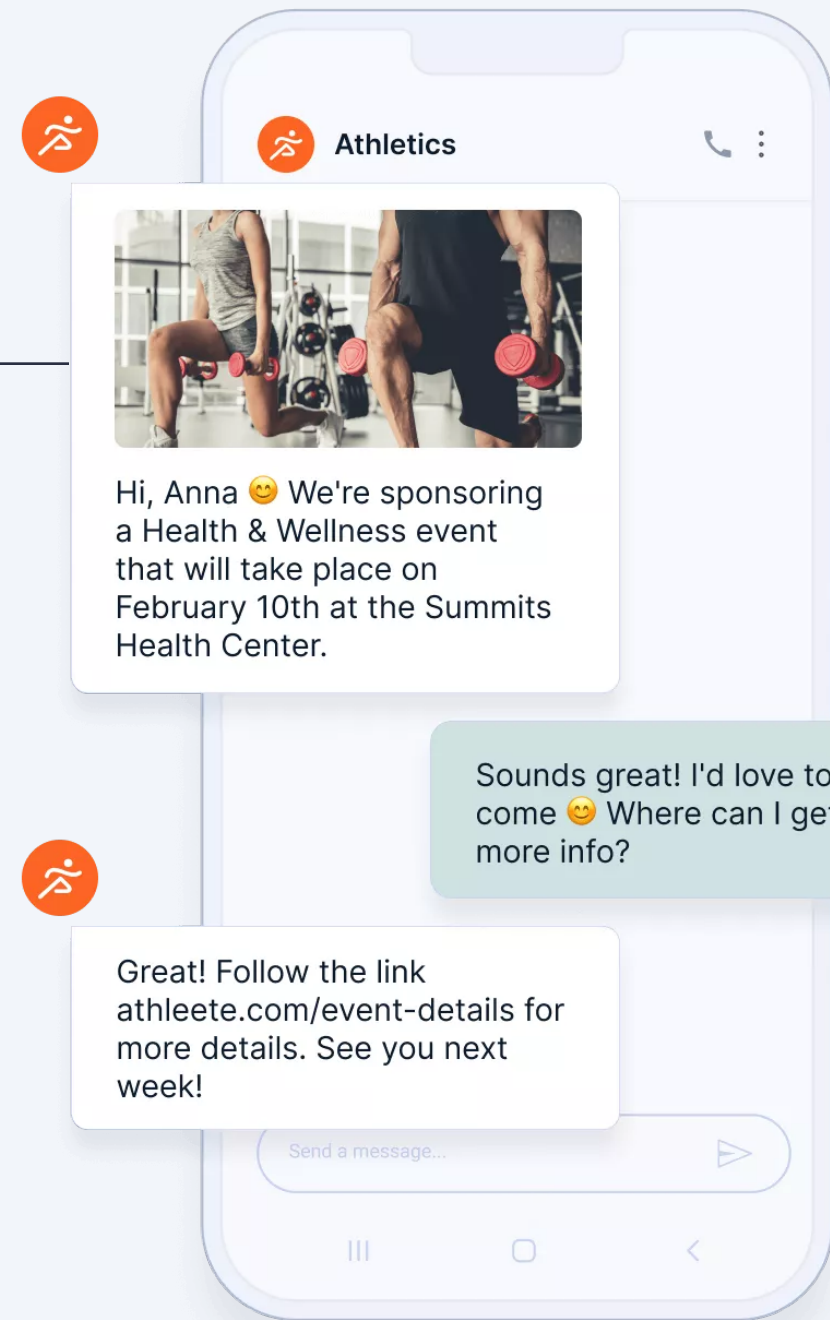 Athletics
Hi, Anna 😊 We're sponsoring
a Health & Wellness event
that will take place on
February 10th at the Summits
Health Center.
Sounds great! I'd love to
come 😊 Where can I get
more info?
Great! Follow the link
athleete.com/event-details for
more details. See you next
week!
Send a message...